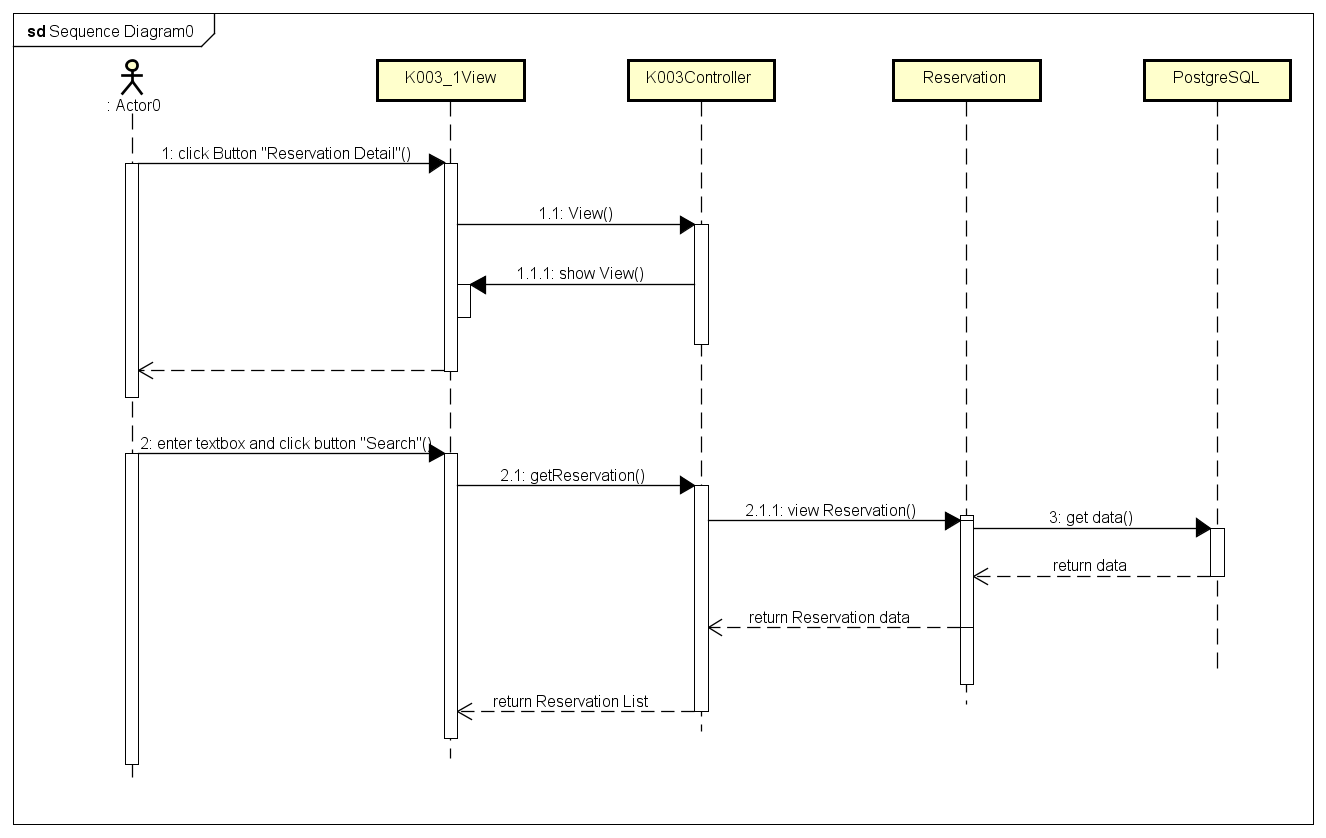 sd Sequence Diagram0
: Actor0
K003_1View
K003Controller
Reservation
PostgreSQL
1: click Button "Reservation Detail"()
1.1: View()
1.1.1: show View()
2: enter textbox and click button "Search"()
2.1: getReservation()
2.1.1: view Reservation()
3: get data()
return data
return Reservation data
return Reservation List